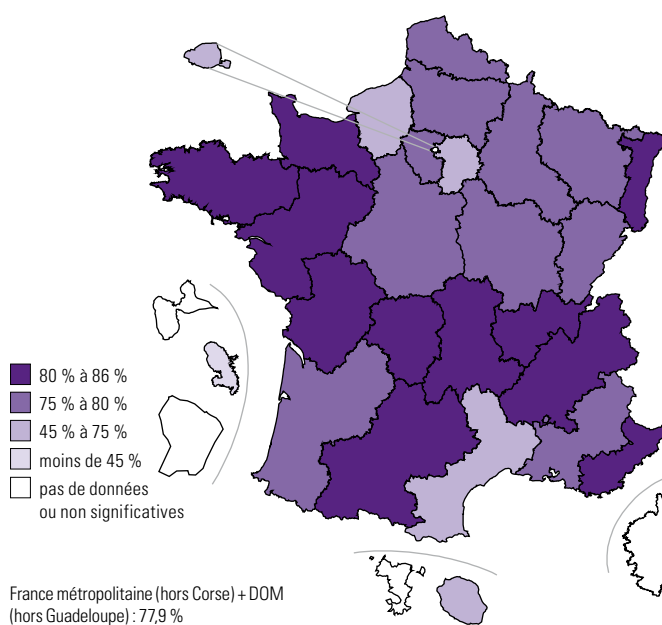 80 % à 86 %
75 % à 80 %
45 % à 75 %
moins de 45 %
pas de données
ou non significatives
France métropolitaine (hors Corse) + DOM
(hors Guadeloupe) : 77,9 %